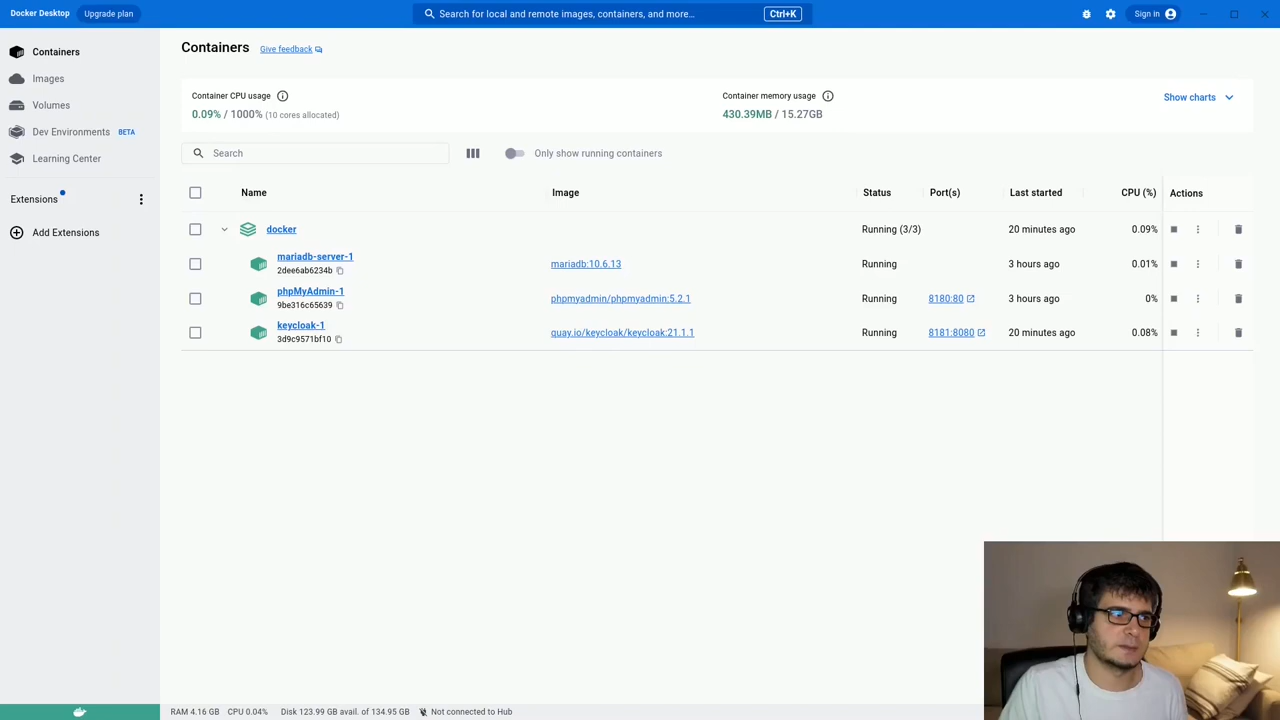 Docker Desktop
Upgrade plan
Search for local and remote images, containers, and more…
Ctrl+K
Sign in
Containers
Images
Volumes
Dev Environments BETA
Learning Center
Extensions
Add Extensions
Containers
Give feedback
Container CPU usage
0.09% / 1000% (10 cores allocated)
Container memory usage
430.39MB / 15.27GB
Show charts
Search
Only show running containers
Name Image Status Port(s) Last started CPU (%) Actions
docker Running (3/3) 20 minutes ago 0.09%
mariadb-server-1
2dee6ab6234b
mariadb:10.6.13 Running 3 hours ago 0.01%
phpMyAdmin-1
9be316c65639
phpmyadmin/phpmyadmin:5.2.1 Running 8180:80 3 hours ago 0%
keycloak-1
3d9c9571bf10
quay.io/keycloak/keycloak:21.1.1 Running 8181:8080 20 minutes ago 0.08%
RAM 4.16 GB CPU 0.04% Disk 123.99 GB avail. of 134.95 GB Not connected to Hub